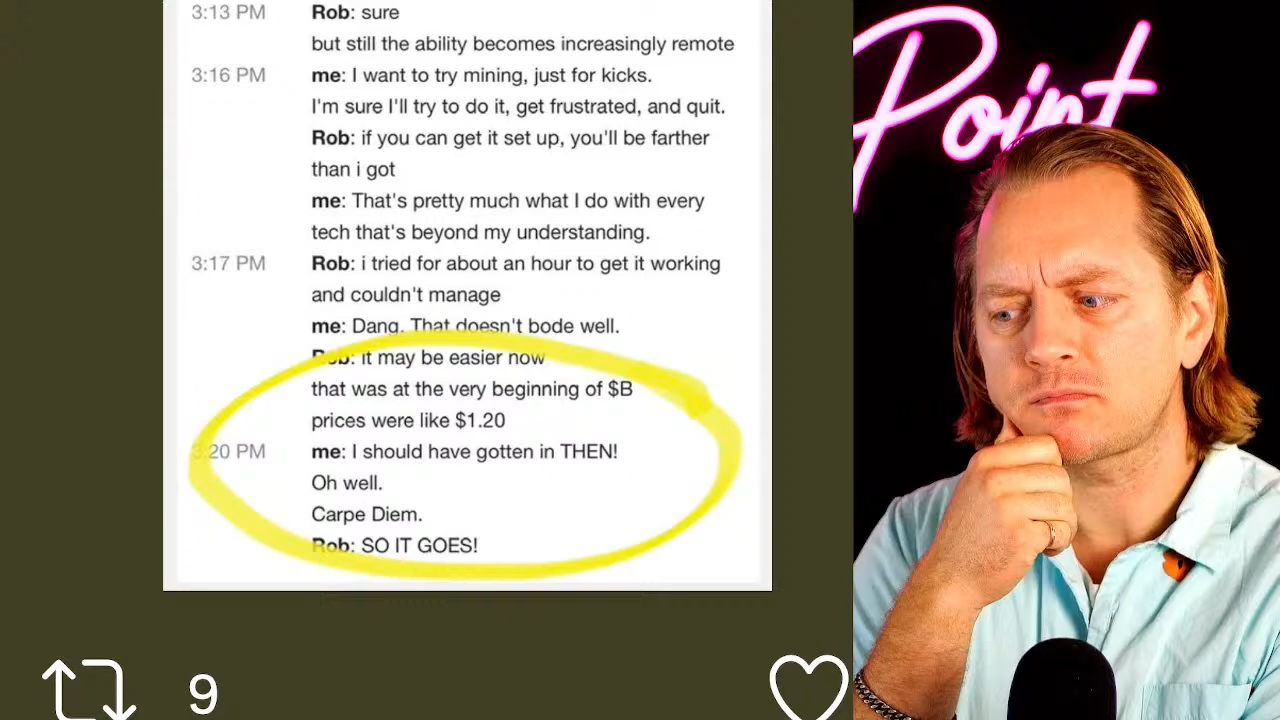 3:13 PM Rob: sure
but still the ability becomes increasingly remote
3:16 PM me: I want to try mining, just for kicks.
I'm sure I'll try to do it, get frustrated, and quit.
Rob: if you can get it set up, you'll be farther
than i got
me: That's pretty much what I do with every
tech that's beyond my understanding.
3:17 PM Rob: i tried for about an hour to get it working
and couldn't manage
me: Dang. That doesn't bode well.
Rob: it may be easier now
that was at the very beginning of $B
prices were like $1.20
3:20 PM me: I should have gotten in THEN!
Oh well.
Carpe Diem.
Rob: SO IT GOES!
9
Point